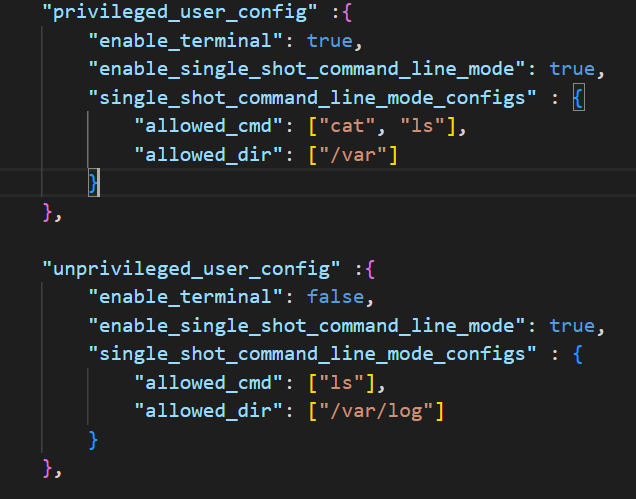 "privileged_user_config" :{
"enable_terminal": true,
"enable_single_shot_command_line_mode": true,
"single_shot_command_line_mode_configs" : {
"allowed_cmd": ["cat", "ls"],
"allowed_dir": ["/var"]
}
},
"unprivileged_user_config" :{
"enable_terminal": false,
"enable_single_shot_command_line_mode": true,
"single_shot_command_line_mode_configs" : {
"allowed_cmd": ["ls"],
"allowed_dir": ["/var/log"]
}
},